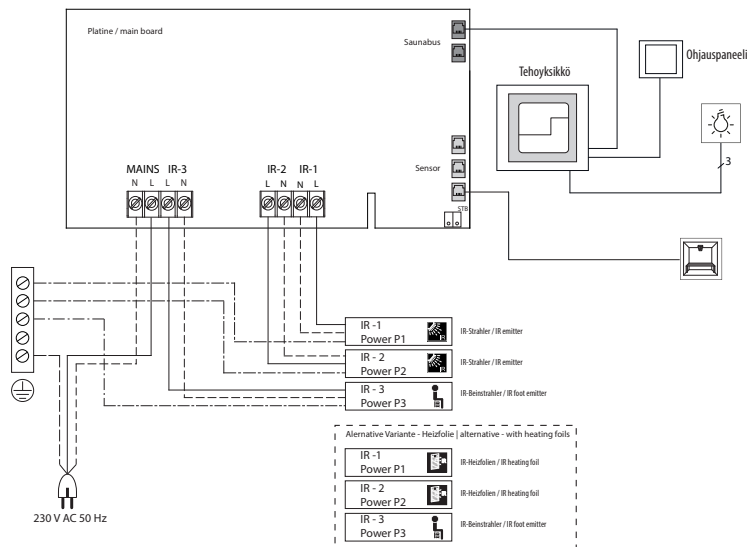 Platine / main board
Saunabus
Ohjauspaneeli
Tehoyksikkö
3
MAINS IR-3
N L L N
IR-2 IR-1
L N N L
Sensor
STB
IR -1
Power P1
IR-Strahler / IR emitter
IR - 2
Power P2
IR-Strahler / IR emitter
IR - 3
Power P3
IR-Beinstrahler / IR foot emitter
Alernative Variante - Heizfolie | alternative - with heating foils
IR -1
Power P1
IR-Heizfolien / IR heating foil
IR - 2
Power P2
IR-Heizfolien / IR heating foil
IR - 3
Power P3
IR-Beinstrahler / IR foot emitter
230 V AC 50 Hz